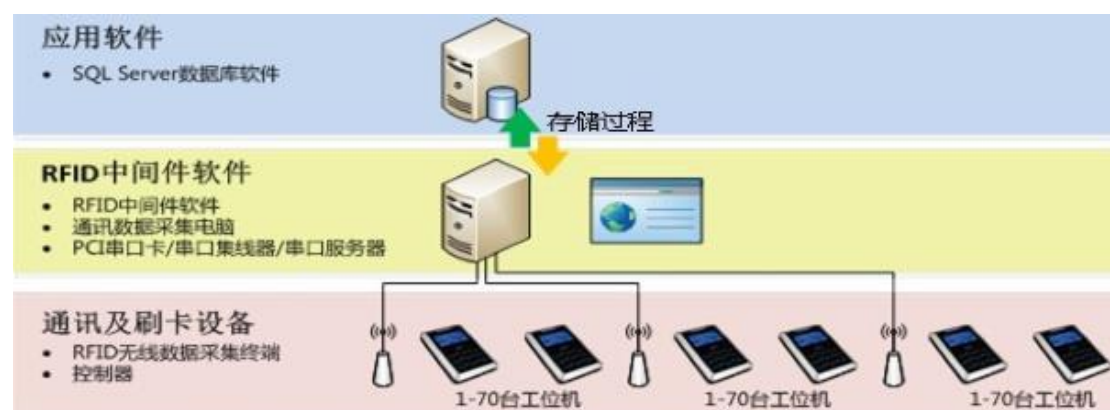 应用软件
• SQL Server数据库软件
存储过程
RFID中间件软件
• RFID中间件软件
• 通讯数据采集电脑
• PCI串口卡/串口集线器/串口服务器
通讯及刷卡设备
• RFID无线数据采集终端
• 控制器
1-70台工位机
1-70台工位机
1-70台工位机